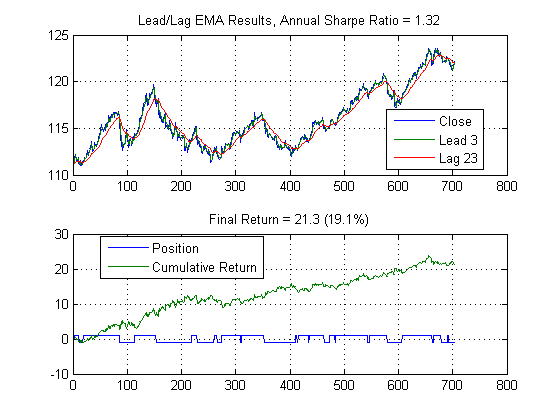 Lead/Lag EMA Results, Annual Sharpe Ratio = 1.32
125
120
115
110
0 100 200 300 400 500 600 700 800
Close
Lead 3
Lag 23
Final Return = 21.3 (19.1%)
30
20
10
0
-10
0 100 200 300 400 500 600 700 800
Position
Cumulative Return